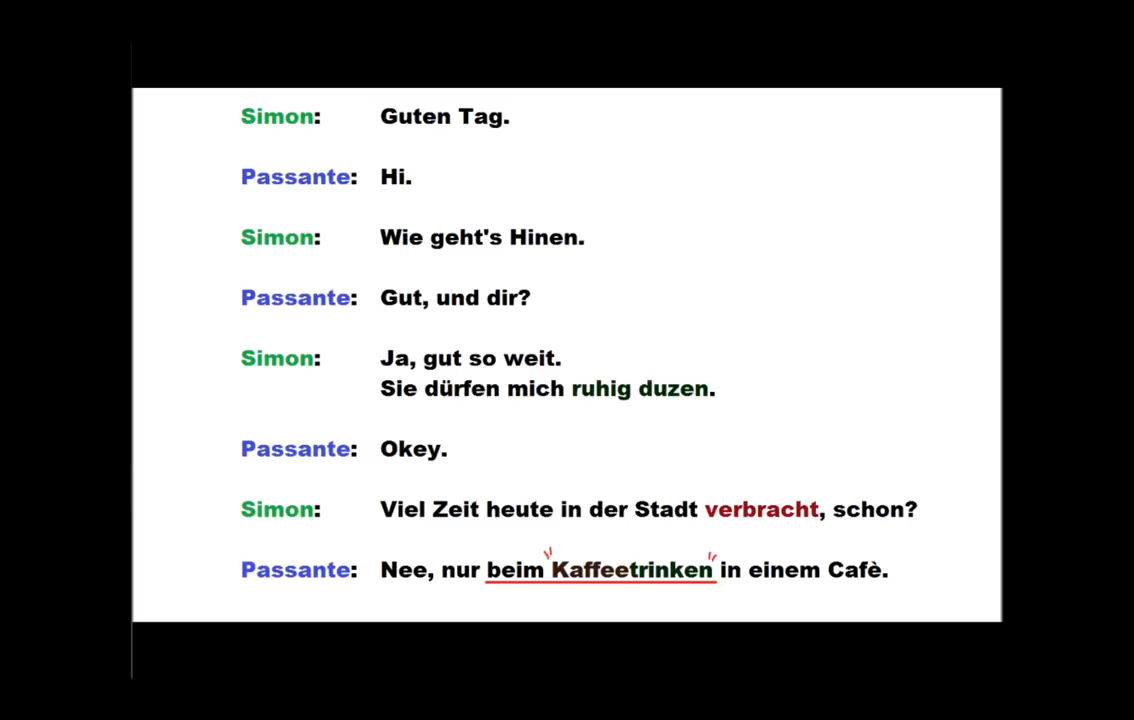 Simon: Guten Tag.
Passante: Hi.
Simon: Wie geht's Hinen.
Passante: Gut, und dir?
Simon: Ja, gut so weit.
Sie dürfen mich ruhig duzen.
Passante: Okey.
Simon: Viel Zeit heute in der Stadt verbracht, schon?
Passante: Nee, nur beim Kaffeetrinken in einem Cafè.